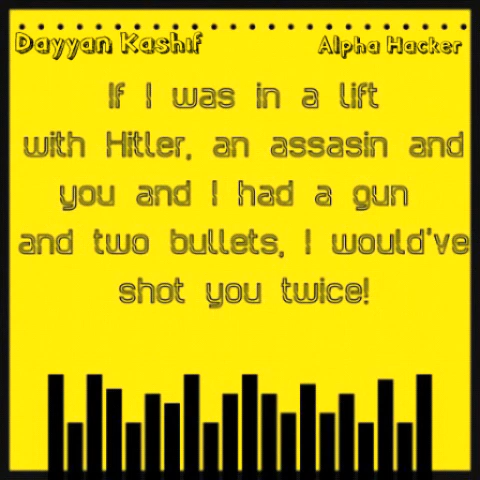 Dayyan Kashif Alpha Hacker
If I was in a lift
with Hitler, an assasin and
you and I had a gun
and two bullets, I would've
shot you twice!